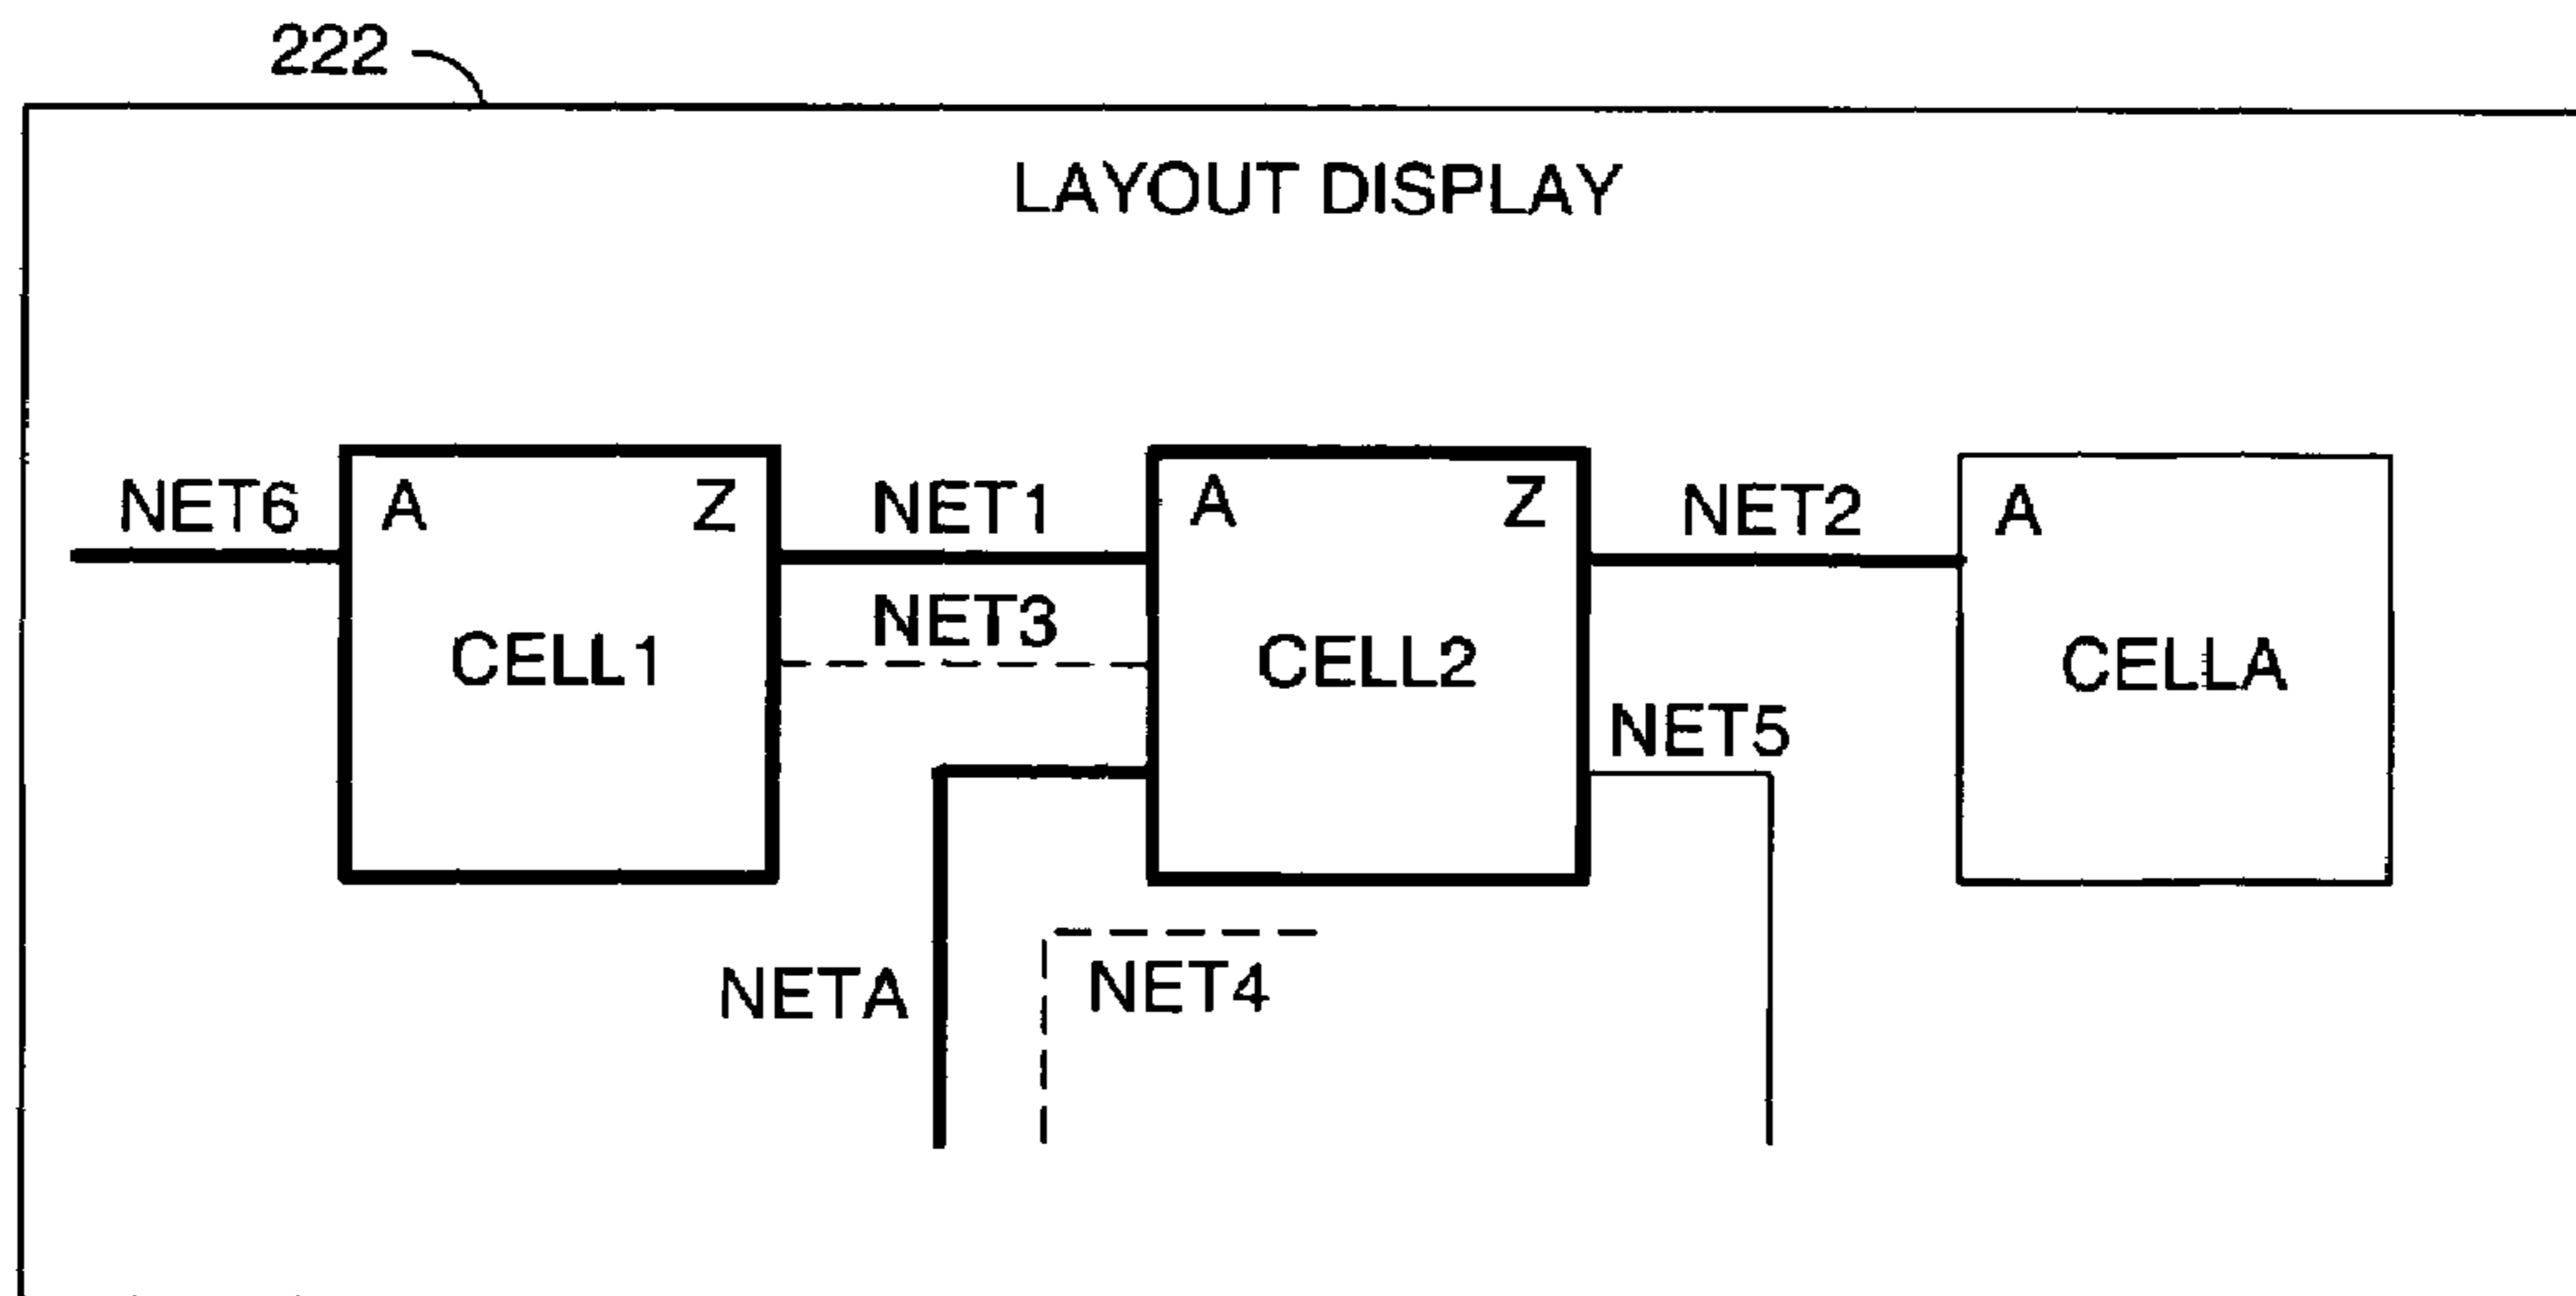 222
LAYOUT DISPLAY
NET6
A
Z
NET1
A
Z
NET2
A
NET3
CELL1
CELL2
CELLA
NET5
NETA
NET4